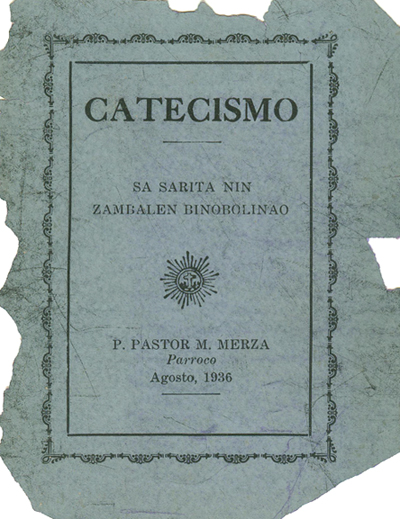 CATECISMO
SA SARITA NIN
ZAMBALEN BINOBOLINAO
P. PASTOR M. MERZA
Parroco
Agosto, 1936